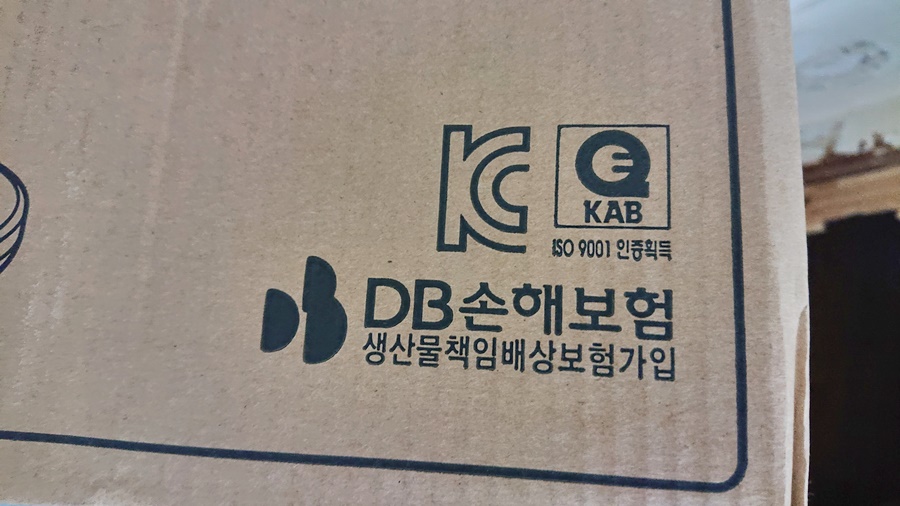 KC
KAB
ISO 9001 인증획득
DB손해보험
생산물책임배상보험가입